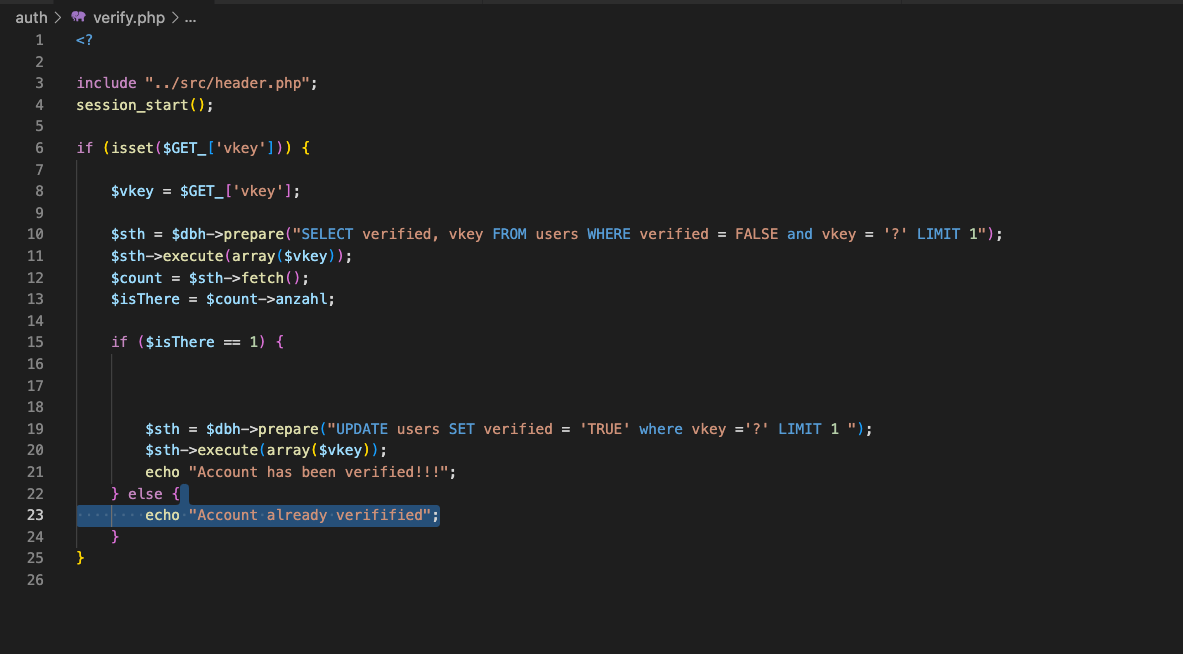 auth > verify.php > ...
1 <?
2
3 include "../src/header.php";
4 session_start();
5
6 if (isset($GET_['vkey'])) {
7
8 $vkey = $GET_['vkey'];
9
10 $sth = $dbh->prepare("SELECT verified, vkey FROM users WHERE verified = FALSE and vkey = '?' LIMIT 1");
11 $sth->execute(array($vkey));
12 $count = $sth->fetch();
13 $isThere = $count->anzahl;
14
15 if ($isThere == 1) {
16
17
18
19 $sth = $dbh->prepare("UPDATE users SET verified = 'TRUE' where vkey ='?' LIMIT 1 ");
20 $sth->execute(array($vkey));
21 echo "Account has been verified!!!";
22 } else {
23 echo "Account already verifified";
24 }
25 }
26